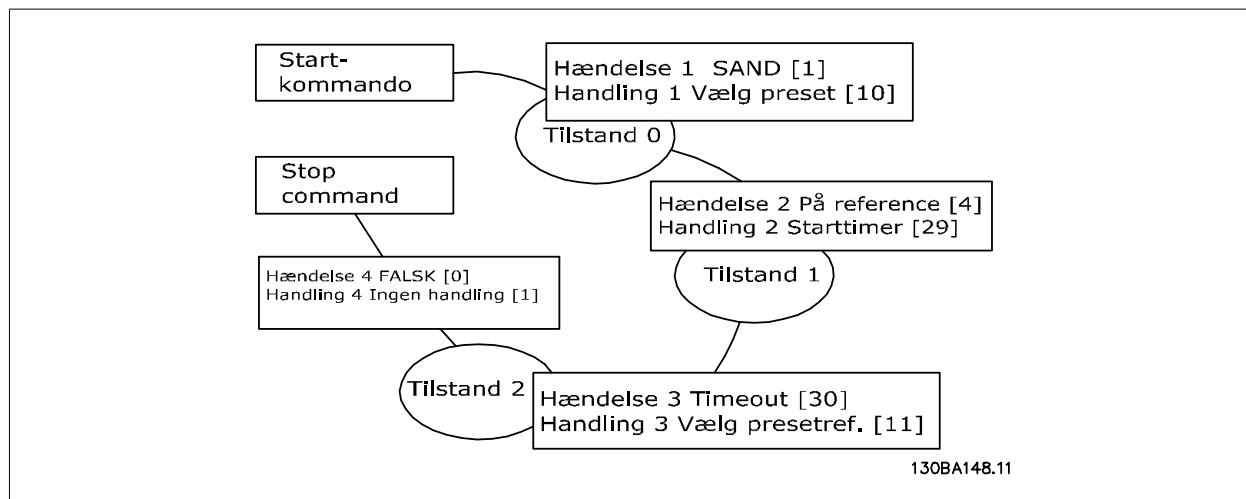 Start-
kommando
Hændelse 1 SAND [1]
Handling 1 Vælg preset [10]
Tilstand 0
Stop
command
Hændelse 2 På reference [4]
Handling 2 Starttimer [29]
Tilstand 1
Hændelse 4 FALSK [0]
Handling 4 Ingen handling [1]
Tilstand 2
Hændelse 3 Timeout [30]
Handling 3 Vælg presetref. [11]
130BA148.11